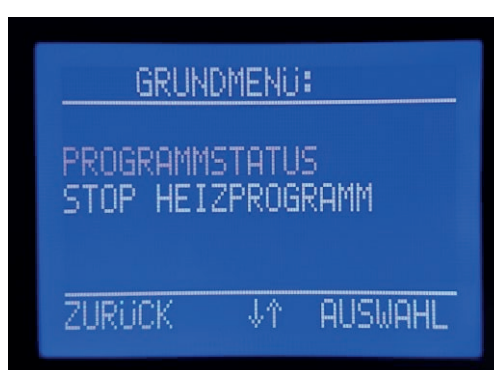 GRUNDMENÜ:
PROGRAMMSTATUS
STOP HEIZPROGRAMM
ZURÜCK ↓↑ AUSWAHL